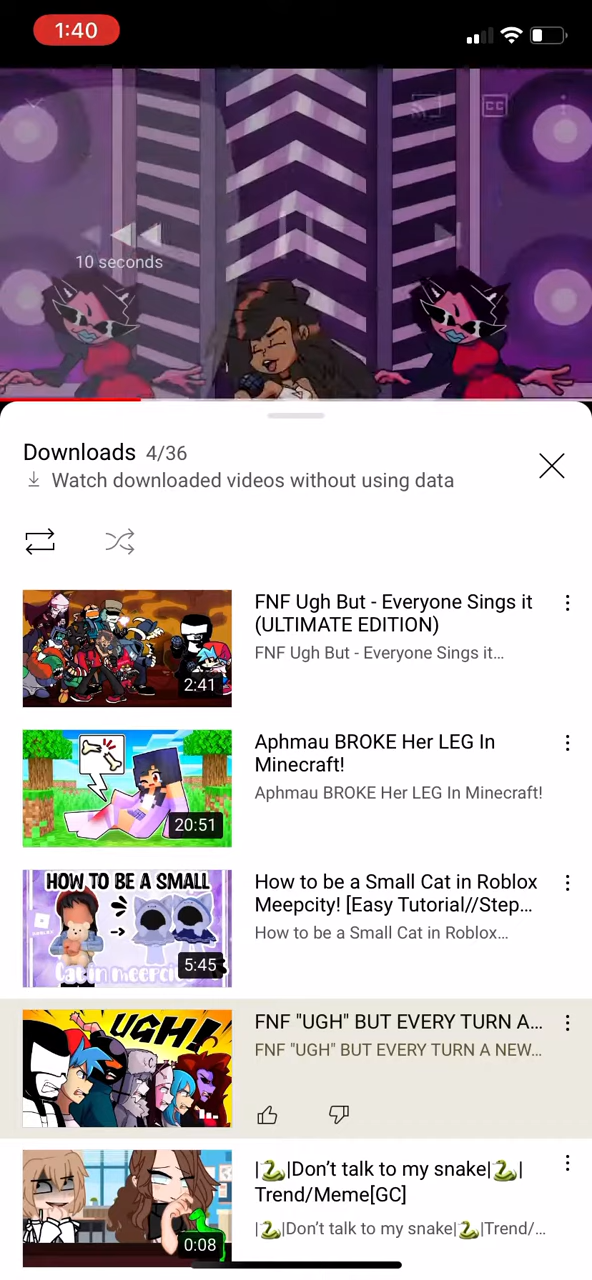 1:40
CC
10 seconds
Downloads 4/36
Watch downloaded videos without using data
FNF Ugh But - Everyone Sings it
(ULTIMATE EDITION)
FNF Ugh But - Everyone Sings it...
2:41
Aphmau BROKE Her LEG In
Minecraft!
Aphmau BROKE HER LEG In Minecraft!
20:51
HOW TO BE A SMALL
Cat in meepcity
5:45
How to be a Small Cat in Roblox
Meepcity! [Easy Tutorial//Step...
How to be a Small Cat in Roblox...
UGH!
FNF "UGH" BUT EVERY TURN A...
FNF "UGH" BUT EVERY TURN A NEW...
|🐍|Don’t talk to my snake|🐍|
Trend/Meme[GC]
|🐍|Don’t talk to my snake|🐍|Trend/...
0:08